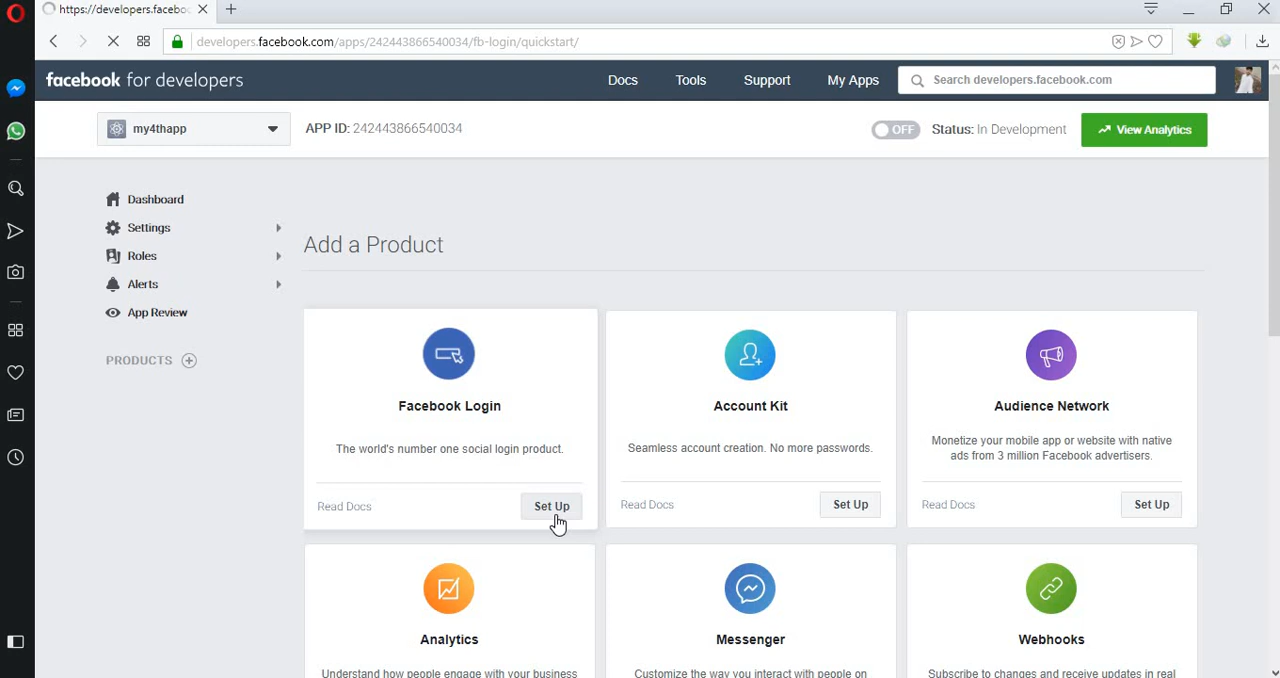 https://developers.faceboo
developers.facebook.com/apps/242443866540034/fb-login/quickstart/
facebook for developers
Docs
Tools
Support
My Apps
Search developers.facebook.com
my4thapp
APP ID: 242443866540034
OFF
Status: In Development
View Analytics
Dashboard
Settings
Roles
Alerts
App Review
PRODUCTS
Add a Product
Facebook Login
The world's number one social login product.
Read Docs
Set Up
Account Kit
Seamless account creation. No more passwords.
Read Docs
Set Up
Audience Network
Monetize your mobile app or website with native
ads from 3 million Facebook advertisers.
Read Docs
Set Up
Analytics
Understand how people engage with your business
Messenger
Customize the way you interact with people on
Webhooks
Subscribe to changes and receive updates in real